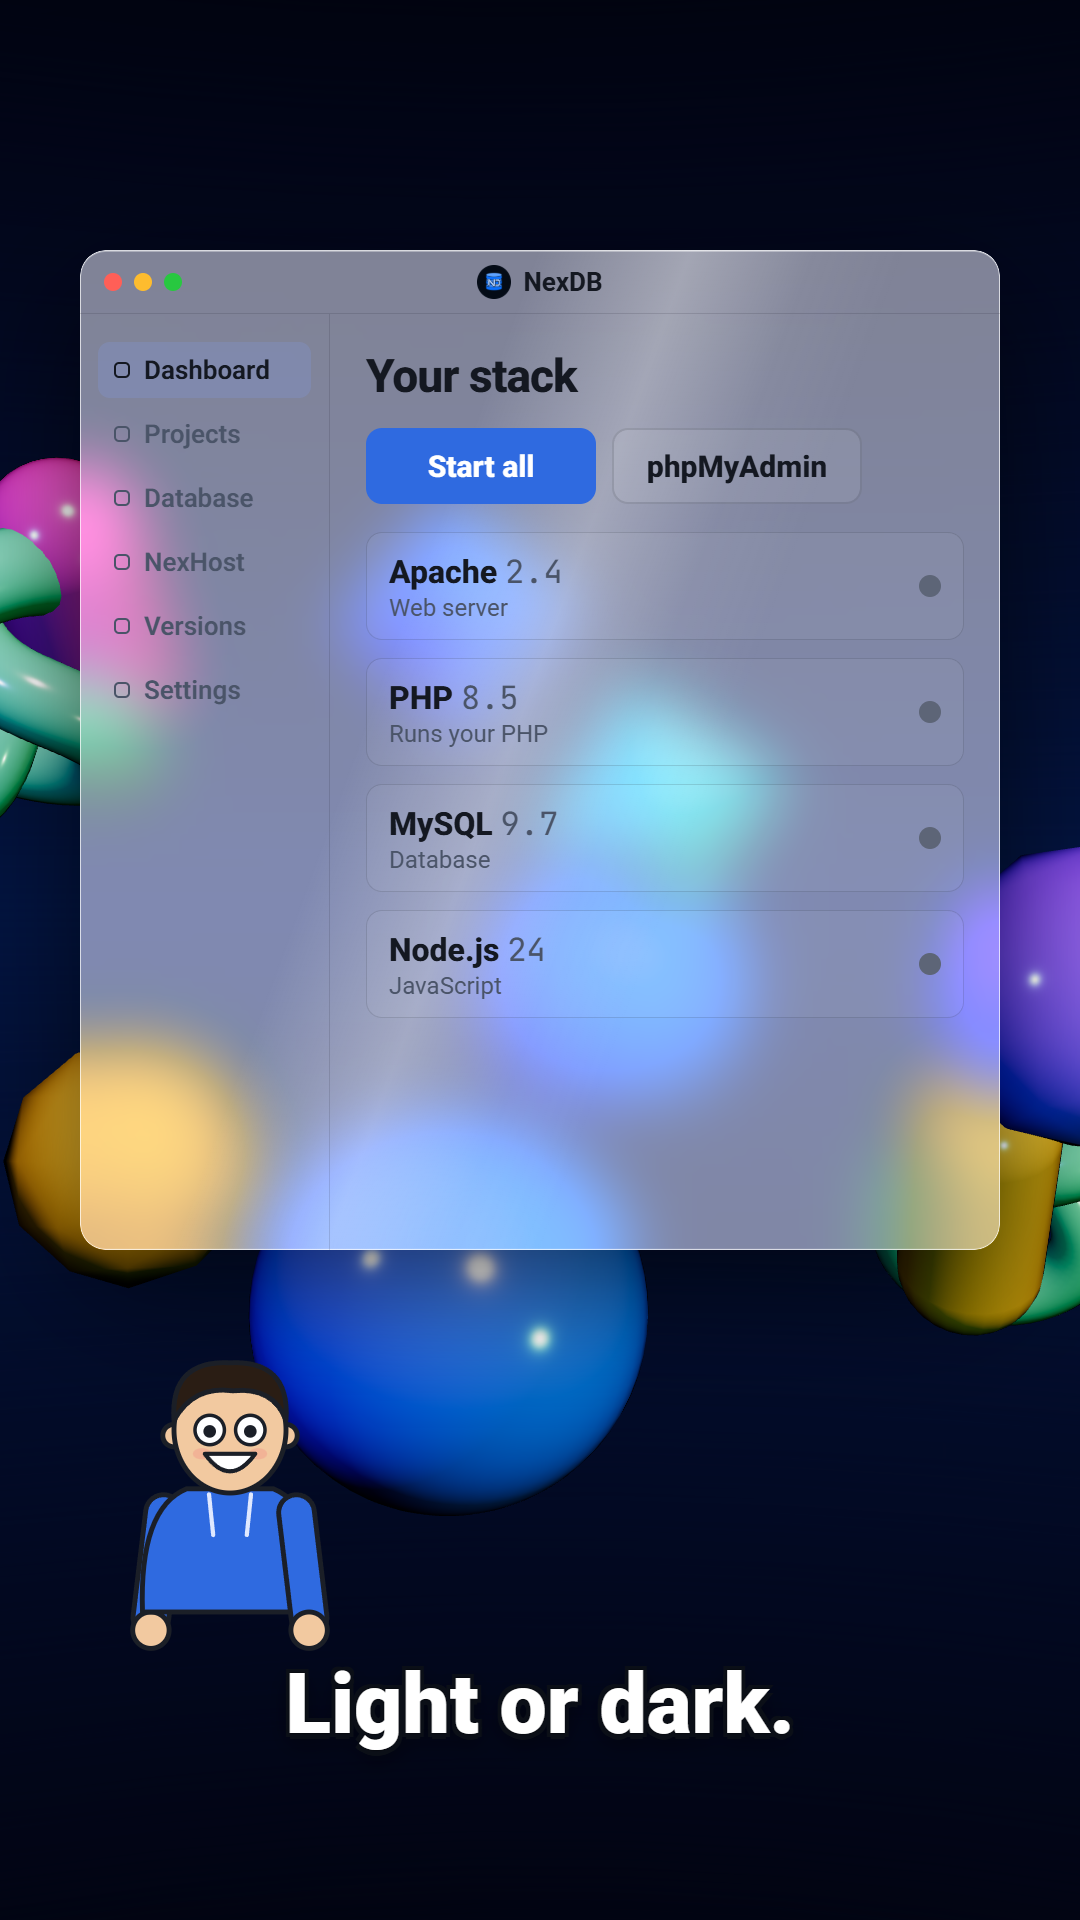 NexDB
Dashboard
Projects
Database
NexHost
Versions
Settings
Your stack
Start all
phpMyAdmin
Apache 2.4
Web server
PHP 8.5
Runs your PHP
MySQL 9.7
Database
Node.js 24
JavaScript
Light or dark.